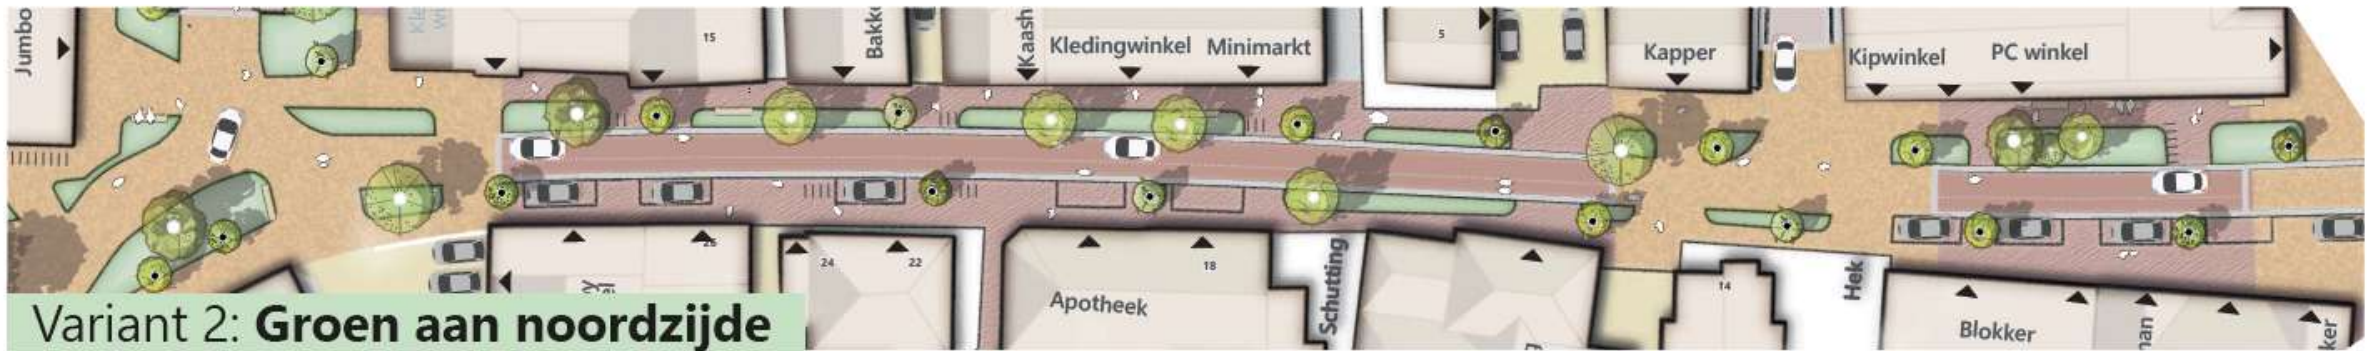 Jumbo
15
Kaash
Kledingwinkel
Minimarkt
5
Kapper
Kipwinkel
PC winkel
26
24
22
18
Apotheek
Schutting
14
Hek
Blokker
Variant 2: Groen aan noordzijde